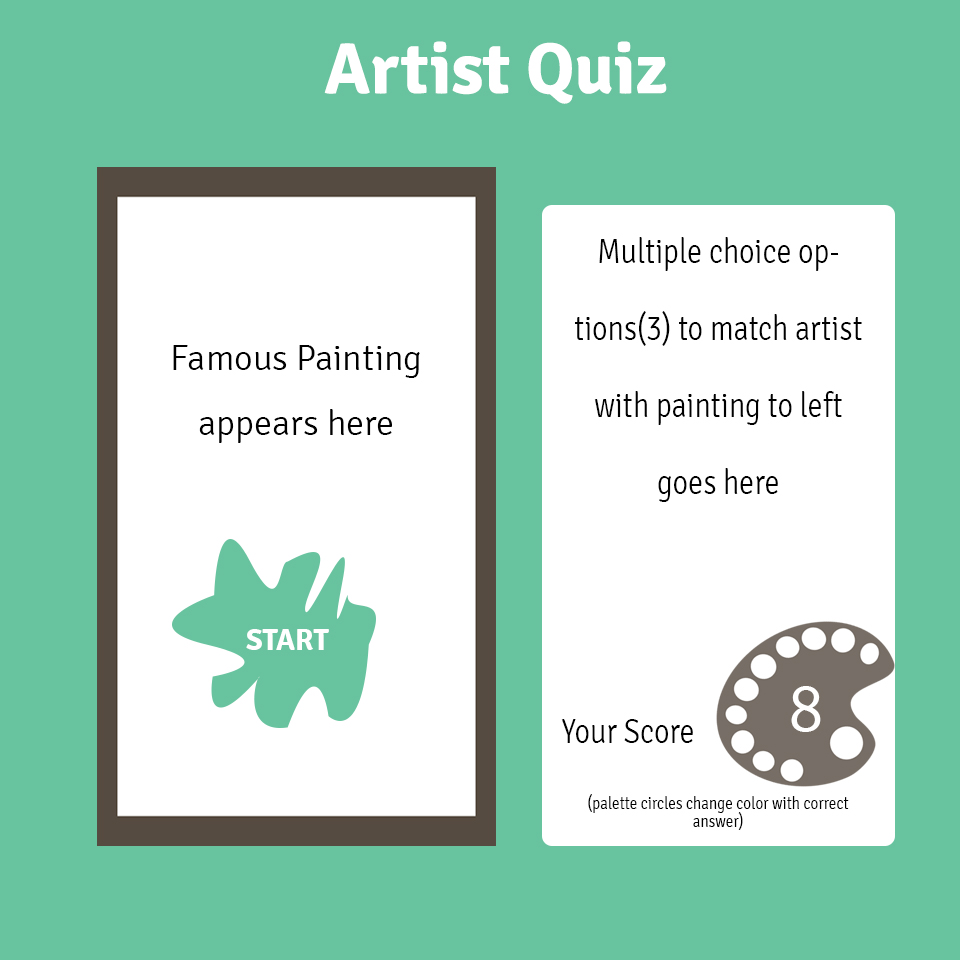 Artist Quiz
Famous Painting
appears here
START
Multiple choice op-
tions(3) to match artist
with painting to left
goes here
8
Your Score
(palette circles change color with correct
answer)